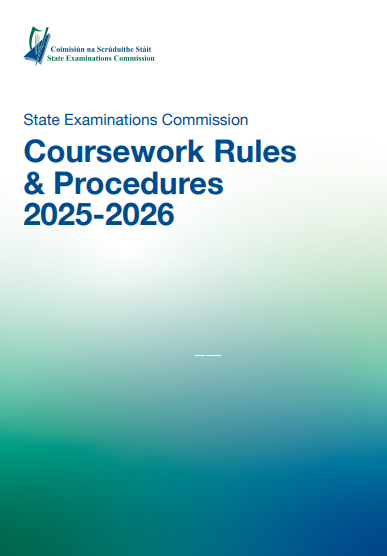 Coimisiún na Scrúduithe Stáit
State Examinations Commission
State Examinations Commission
Coursework Rules
& Procedures
2025-2026